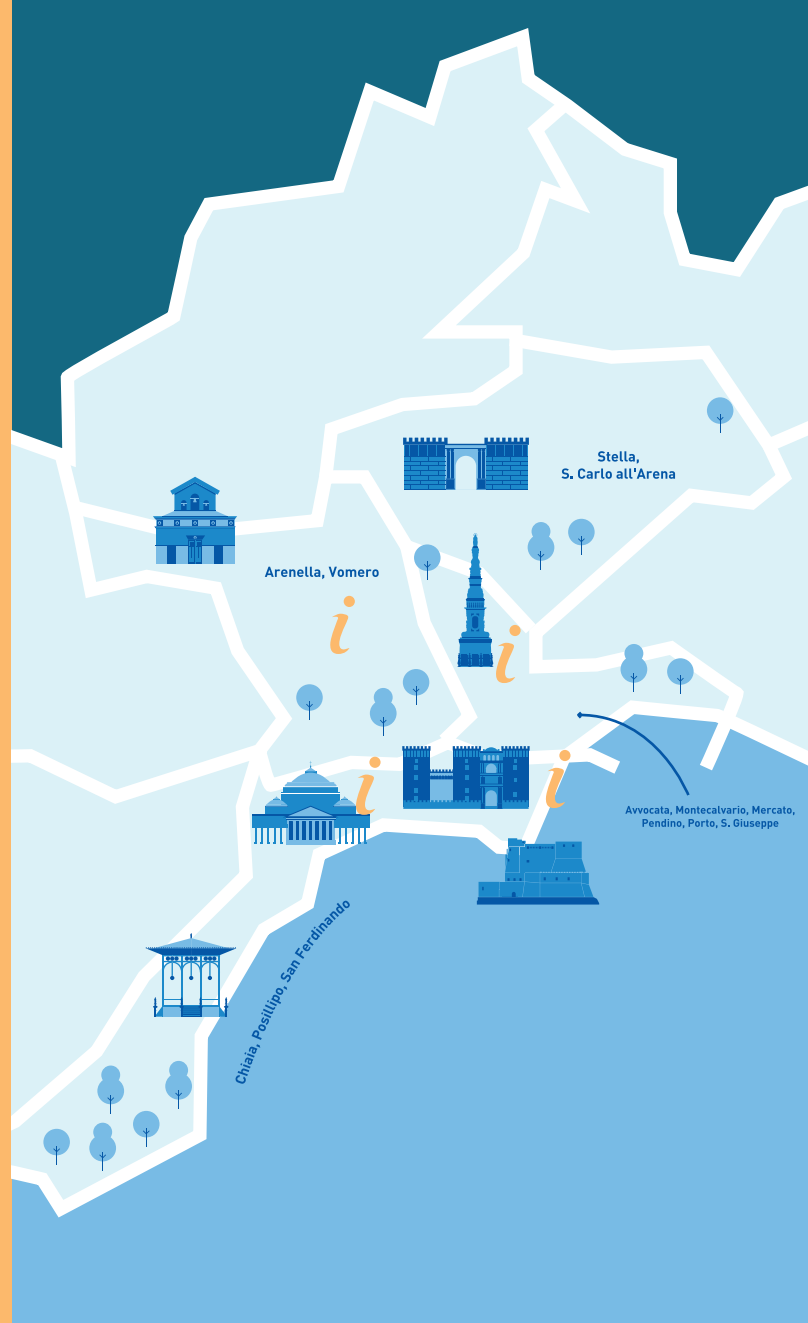 Stella,
S. Carlo all'Arena
Arenella, Vomero
i
i
i
i
Avvocata, Montecalvario, Mercato,
Pendino, Porto, S. Giuseppe
Chiaia, Posillipo, San Ferdinando